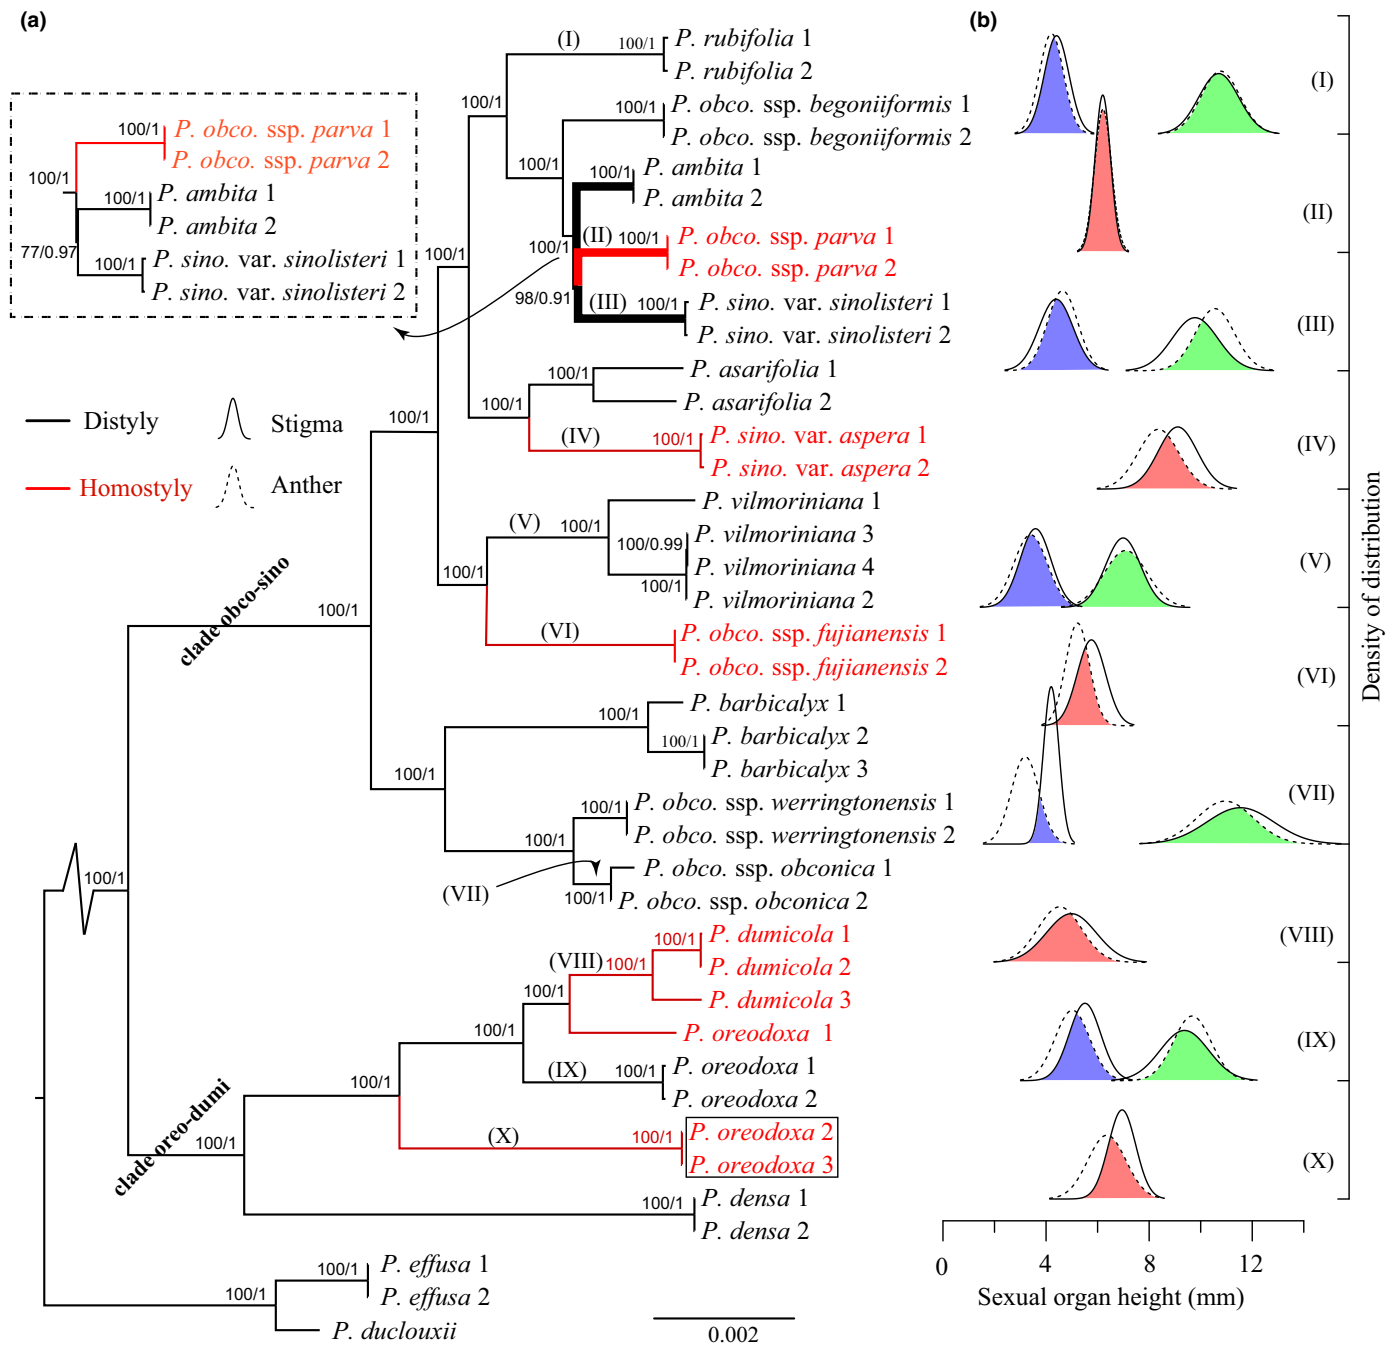 (a)
(b)
(I)
100/1
P. rubifolia 1
P. rubifolia 2
100/1
100/1
P. obco. ssp. begoniiformis 1
P. obco. ssp. begoniiformis 2
100/1
100/1
P. ambita 1
P. ambita 2
100/1
(II)
100/1
P. obco. ssp. parva 1
P. obco. ssp. parva 2
98/0.91
(III)
100/1
P. sino. var. sinolisteri 1
P. sino. var. sinolisteri 2
100/1
P. obco. ssp. parva 1
P. obco. ssp. parva 2
100/1
100/1
P. ambita 1
P. ambita 2
77/0.97
100/1
P. sino. var. sinolisteri 1
P. sino. var. sinolisteri 2
Distyly
Stigma
Homostyly
Anther
100/1
100/1
P. asarifolia 1
P. asarifolia 2
100/1
(IV)
100/1
P. sino. var. aspera 1
P. sino. var. aspera 2
(V)
100/1
P. vilmoriniana 1
100/0.99
P. vilmoriniana 3
P. vilmoriniana 4
100/1
P. vilmoriniana 2
100/1
(VI)
P. obco. ssp. fujianensis 1
P. obco. ssp. fujianensis 2
clade obco-sino
100/1
100/1
P. barbicalyx 1
100/1
P. barbicalyx 2
P. barbicalyx 3
100/1
100/1
P. obco. ssp. werringtonensis 1
P. obco. ssp. werringtonensis 2
100/1
(VII)
100/1
P. obco. ssp. obconica 1
P. obco. ssp. obconica 2
100/1
100/1
P. dumicola 1
P. dumicola 2
(VIII)
100/1
P. dumicola 3
100/1
P. oreodoxa 1
100/1
(IX)
100/1
P. oreodoxa 1
P. oreodoxa 2
100/1
(X)
100/1
P. oreodoxa 2
P. oreodoxa 3
clade oreo-dumi
100/1
100/1
P. densa 1
P. densa 2
100/1
P. effusa 1
P. effusa 2
100/1
P. duclouxii
0.002
(I)
(II)
(III)
(IV)
(V)
(VI)
(VII)
(VIII)
(IX)
(X)
Density of distribution
0
4
8
12
Sexual organ height (mm)